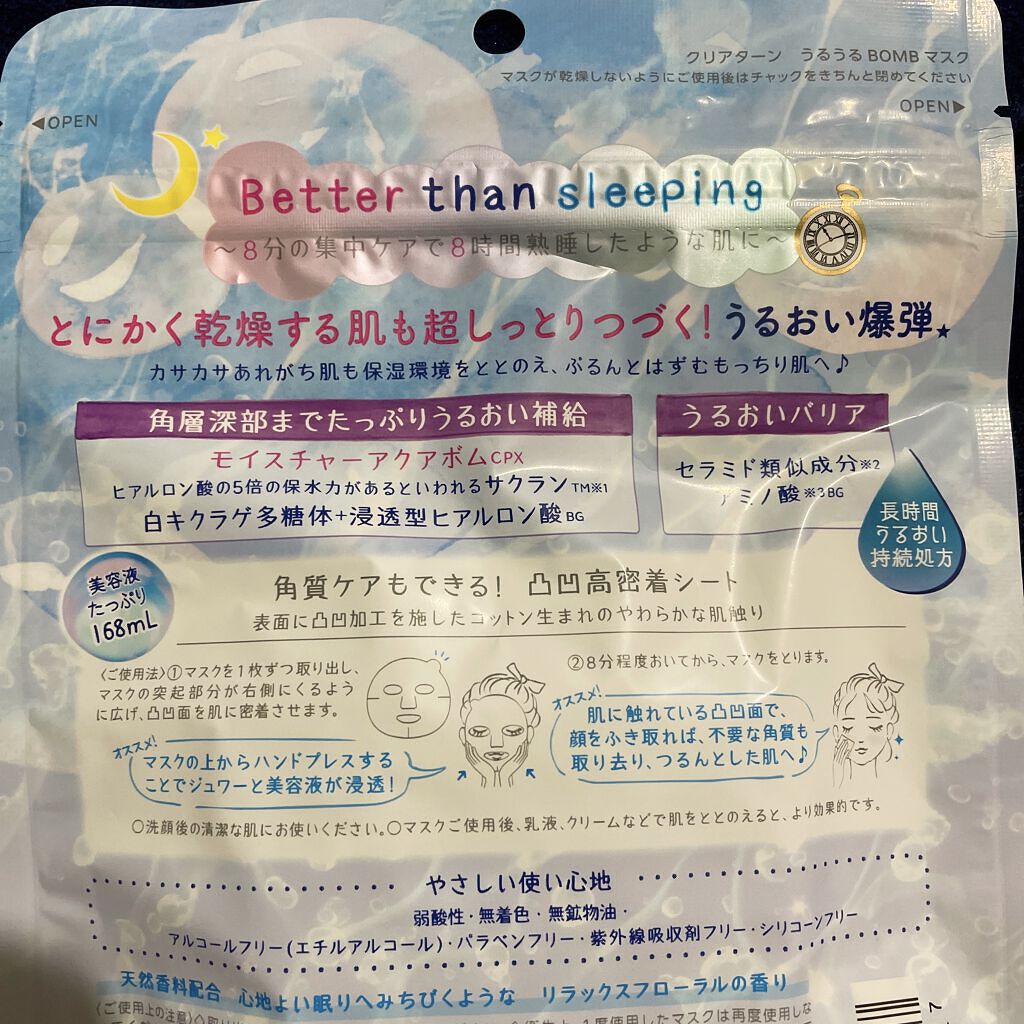 クリアターン うるうるBOMBマスク
マスクが乾燥しないようにご使用後はチャックをきちんと閉めてください
◀OPEN
OPEN▶
Better than sleeping
～8分の集中ケアで8時間熟睡したような肌に～
とにかく乾燥する肌も超しっとりつづく!うるおい爆弾★
カサカサあれがち肌も保湿環境をととのえ、ぷるんとはずむもっちり肌へ♪
角層深部までたっぷりうるおい補給
モイスチャーアクアボムCPX
ヒアルロン酸の5倍の保水力があるといわれるサクランTM※1
白キクラゲ多糖体+浸透型ヒアルロン酸BG
うるおいバリア
セラミド類似成分※2
アミノ酸※3BG
長時間
うるおい
持続処方
美容液
たっぷり
168mL
角質ケアもできる! 凸凹高密着シート
表面に凸凹加工を施したコットン生まれのやわらかな肌触り
〈ご使用法〉①マスクを1枚ずつ取り出し、
マスクの突起部分が右側にくるよう
に広げ、凸凹面を肌に密着させます。
オススメ!
マスクの上からハンドプレスする
ことでジュワーと美容液が浸透!
②8分程度おいてから、マスクをとります。
オススメ!
肌に触れている凸凹面で、
顔をふき取れば、不要な角質も
取り去り、つるんとした肌へ♪
○洗顔後の清潔な肌にお使いください。○マスクご使用後、乳液、クリームなどで肌をととのえると、より効果的です。
やさしい使い心地
弱酸性・無着色・無鉱物油・
アルコールフリー(エチルアルコール)・パラベンフリー・紫外線吸収剤フリー・シリコーンフリー
天然香料配合 心地よい眠りへみちびくような リラックスフローラルの香り
〈ご使用上の注意〉
1度使用したマスクは再度使用しな